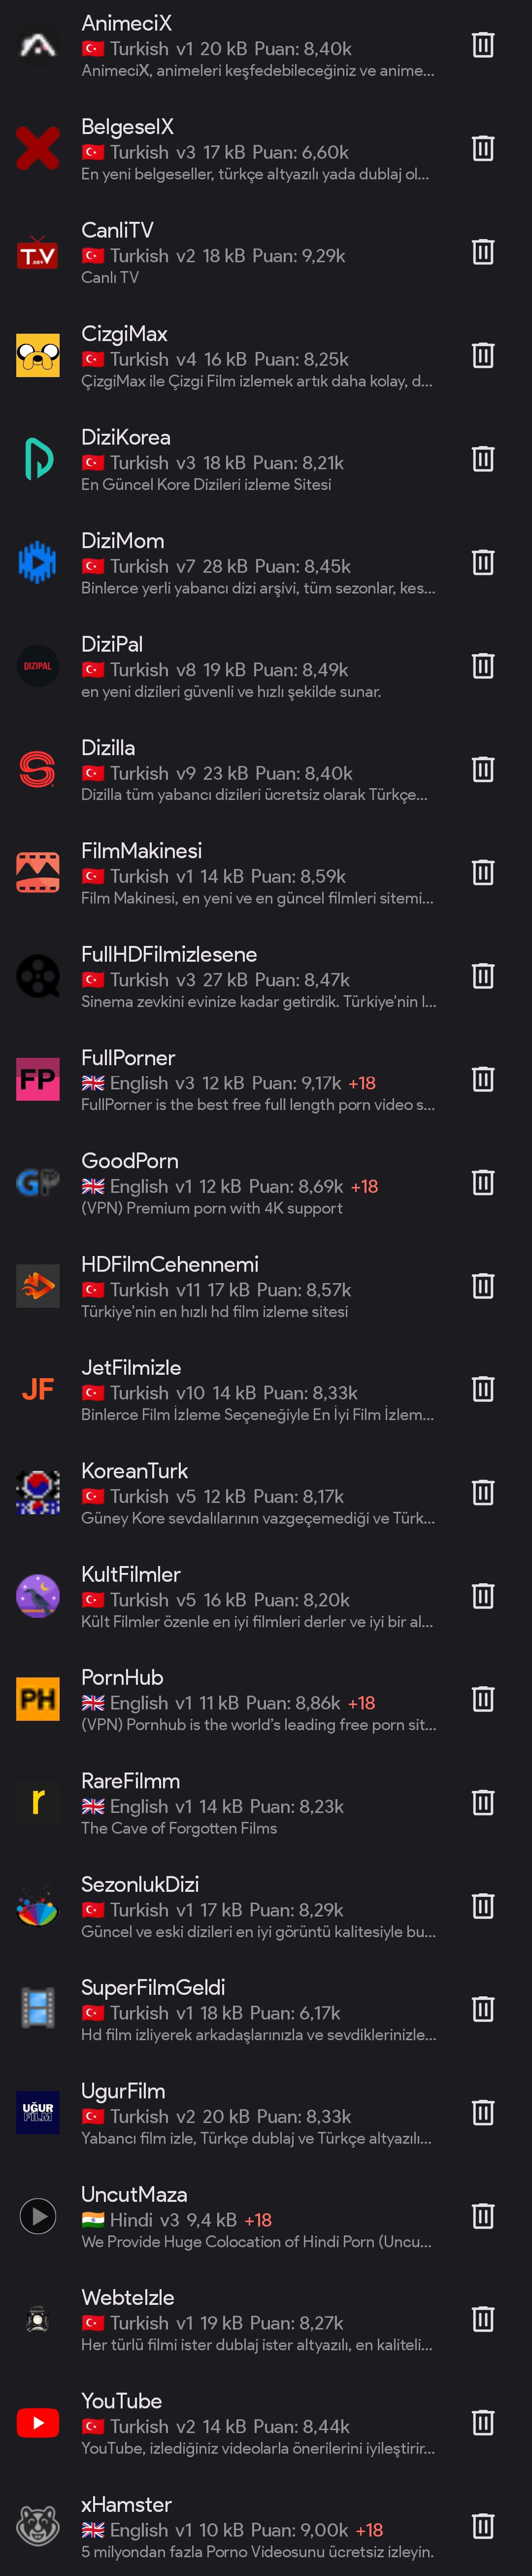 AnimeciX
🇹🇷 Turkish v1 20 kB Puan: 8,40k
AnimeciX, animeleri keşfedebileceğiniz ve anime...
BelgeselX
🇹🇷 Turkish v3 17 kB Puan: 6,60k
En yeni belgeseller, türkçe altyazılı yada dublaj ol...
T.V
.DEV
CanliTV
🇹🇷 Turkish v2 18 kB Puan: 9,29k
Canlı TV
CizgiMax
🇹🇷 Turkish v4 16 kB Puan: 8,25k
ÇizgiMax ile Çizgi Film izlemek artık daha kolay, d...
DiziKorea
🇹🇷 Turkish v3 18 kB Puan: 8,21k
En Güncel Kore Dizileri izleme Sitesi
DiziMom
🇹🇷 Turkish v7 28 kB Puan: 8,45k
Binlerce yerli yabancı dizi arşivi, tüm sezonlar, kes...
DIZIPAL
DiziPal
🇹🇷 Turkish v8 19 kB Puan: 8,49k
en yeni dizileri güvenli ve hızlı şekilde sunar.
Dizilla
🇹🇷 Turkish v9 23 kB Puan: 8,40k
Dizilla tüm yabancı dizileri ücretsiz olarak Türkçe...
FilmMakinesi
🇹🇷 Turkish v1 14 kB Puan: 8,59k
Film Makinesi, en yeni ve en güncel filmleri sitemi...
FullHDFilmizlesene
🇹🇷 Turkish v3 27 kB Puan: 8,47k
Sinema zevkini evinize kadar getirdik. Türkiye'nin l...
FP
FullPorner
🇬🇧 English v3 12 kB Puan: 9,17k +18
FullPorner is the best free full length porn video s...
GP
GoodPorn
🇬🇧 English v1 12 kB Puan: 8,69k +18
(VPN) Premium porn with 4K support
HDFilmCehennemi
🇹🇷 Turkish v11 17 kB Puan: 8,57k
Türkiye'nin en hızlı hd film izleme sitesi
JF
JetFilmizle
🇹🇷 Turkish v10 14 kB Puan: 8,33k
Binlerce Film İzleme Seçeneğiyle En İyi Film İzlem...
KoreanTurk
🇹🇷 Turkish v5 12 kB Puan: 8,17k
Güney Kore sevdalılarının vazgeçemediği ve Türk...
KultFilmler
🇹🇷 Turkish v5 16 kB Puan: 8,20k
Kült Filmler özenle en iyi filmleri derler ve iyi bir al...
PH
PornHub
🇬🇧 English v1 11 kB Puan: 8,86k +18
(VPN) Pornhub is the world's leading free porn sit...
r
RareFilmm
🇬🇧 English v1 14 kB Puan: 8,23k
The Cave of Forgotten Films
SezonlukDizi
🇹🇷 Turkish v1 17 kB Puan: 8,29k
Güncel ve eski dizileri en iyi görüntü kalitesiyle bu...
SuperFilmGeldi
🇹🇷 Turkish v1 18 kB Puan: 6,17k
Hd film izliyerek arkadaşlarınızla ve sevdiklerinizle...
UĞUR
FILM
UgurFilm
🇹🇷 Turkish v2 20 kB Puan: 8,33k
Yabancı film izle, Türkçe dublaj ve Türkçe altyazılı...
UncutMaza
🇮🇳 Hindi v3 9,4 kB +18
We Provide Huge Colocation of Hindi Porn (Uncu...
WebteIzle
🇹🇷 Turkish v1 19 kB Puan: 8,27k
Her türlü filmi ister dublaj ister altyazılı, en kaliteli...
YouTube
🇹🇷 Turkish v2 14 kB Puan: 8,44k
YouTube, izlediğiniz videolarla önerilerini iyileştirir...
xHamster
🇬🇧 English v1 10 kB Puan: 9,00k +18
5 milyondan fazla Porno Videosunu ücretsiz izleyin.